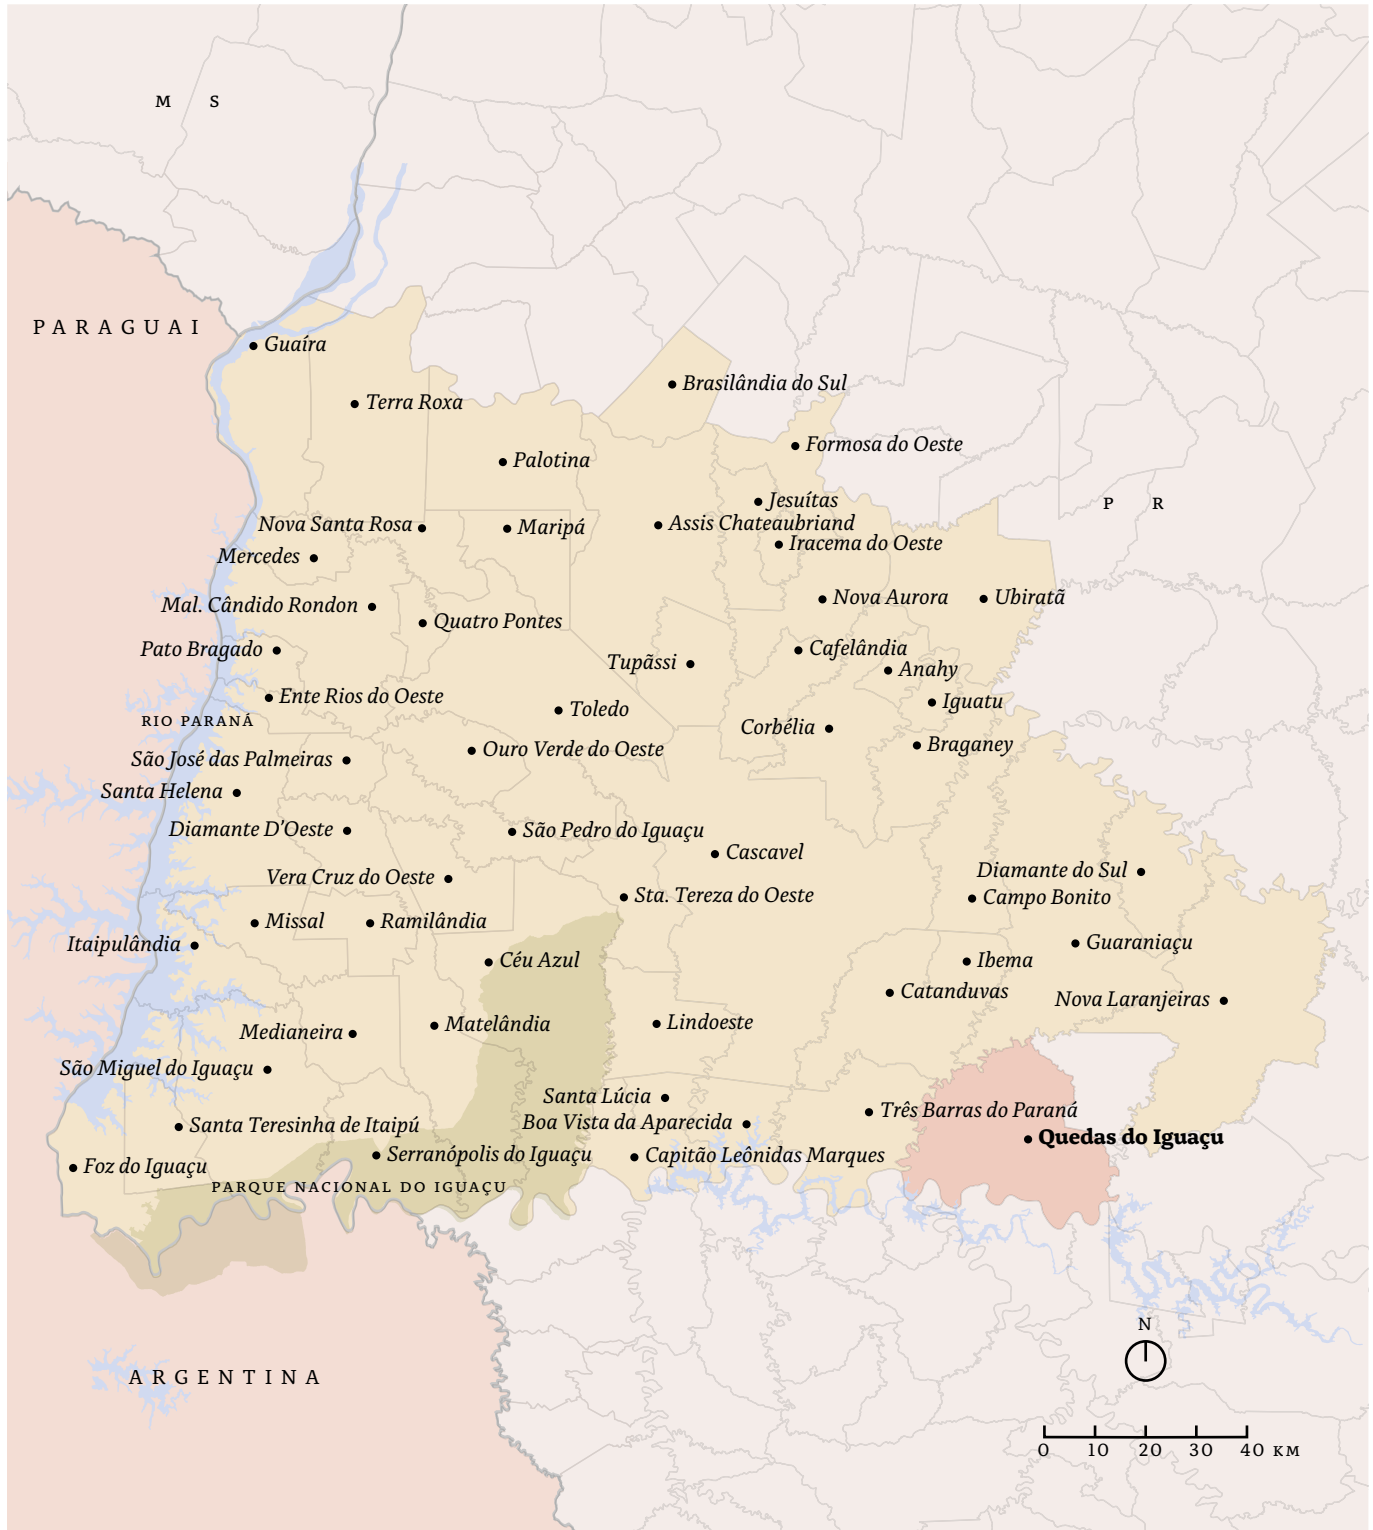 M S
PARAGUAI
Guaíra
Brasilândia do Sul
Terra Roxa
Formosa do Oeste
Palotina
Jesuítas
P R
Nova Santa Rosa
Maripá
Assis Chateaubriand
Iracema do Oeste
Mercedes
Mal. Cândido Rondon
Nova Aurora
Ubiratã
Quatro Pontes
Pato Bragado
Cafelândia
Tupãssi
Anahy
Ente Rios do Oeste
Iguatu
Toledo
RIO PARANÁ
Corbélia
Braganey
Ouro Verde do Oeste
São José das Palmeiras
Santa Helena
Diamante D'Oeste
São Pedro do Iguaçu
Cascavel
Diamante do Sul
Vera Cruz do Oeste
Sta. Tereza do Oeste
Campo Bonito
Missal
Ramilândia
Itaipulândia
Guaraniaçu
Céu Azul
Ibema
Catanduvas
Nova Laranjeiras
Matelândia
Lindoeste
Medianeira
São Miguel do Iguaçu
Santa Lúcia
Três Barras do Paraná
Boa Vista da Aparecida
Santa Teresinha de Itaipú
Quedas do Iguaçu
Serranópolis do Iguaçu
Capitão Leônidas Marques
Foz do Iguaçu
PARQUE NACIONAL DO IGUAÇU
N
ARGENTINA
0 10 20 30 40 KM